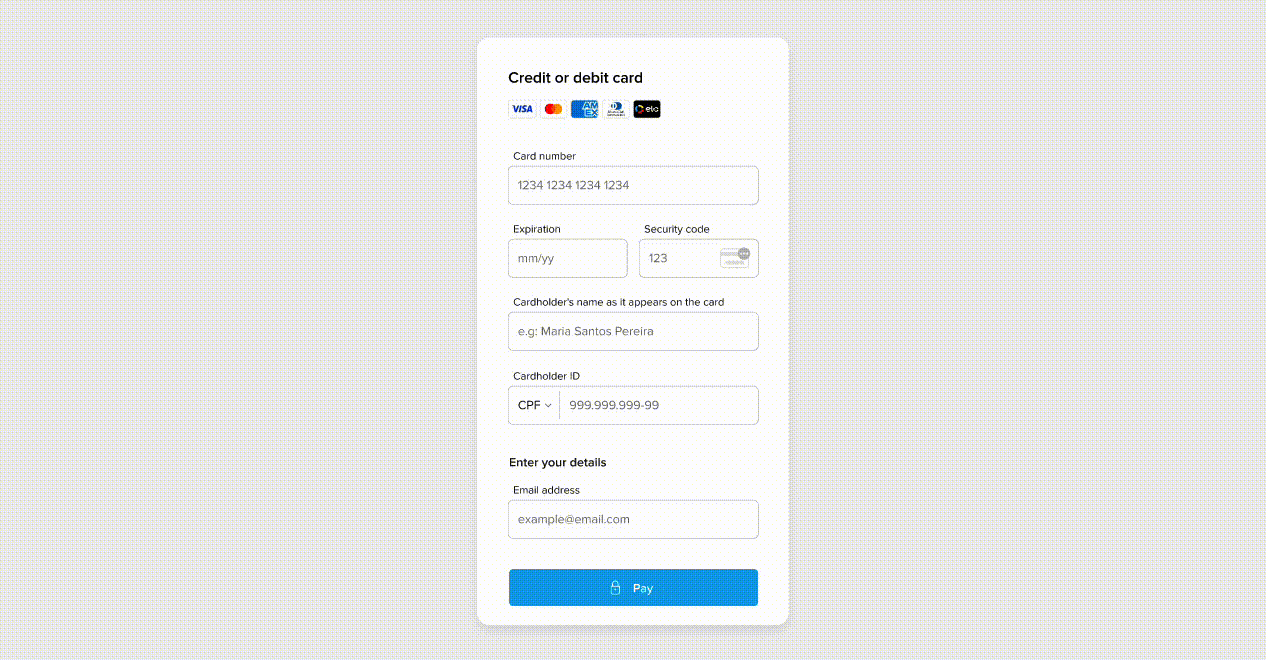 Credit or debit card
VISA AM EX elo
Card number
1234 1234 1234 1234
Expiration Security code
mm/yy 123
Cardholder's name as it appears on the card
e.g: Maria Santos Pereira
Cardholder ID
CPF 999.999.999-99
Enter your details
Email address
example@email.com
Pay